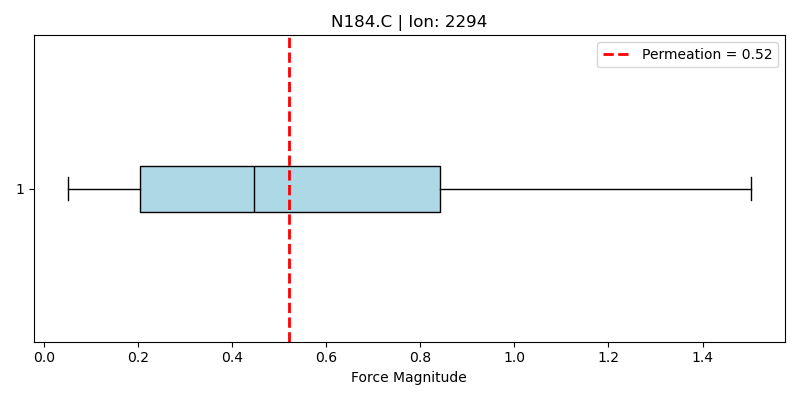 N184.C | Ion: 2294
Permeation = 0.52
1
0.0 0.2 0.4 0.6 0.8 1.0 1.2 1.4
Force Magnitude